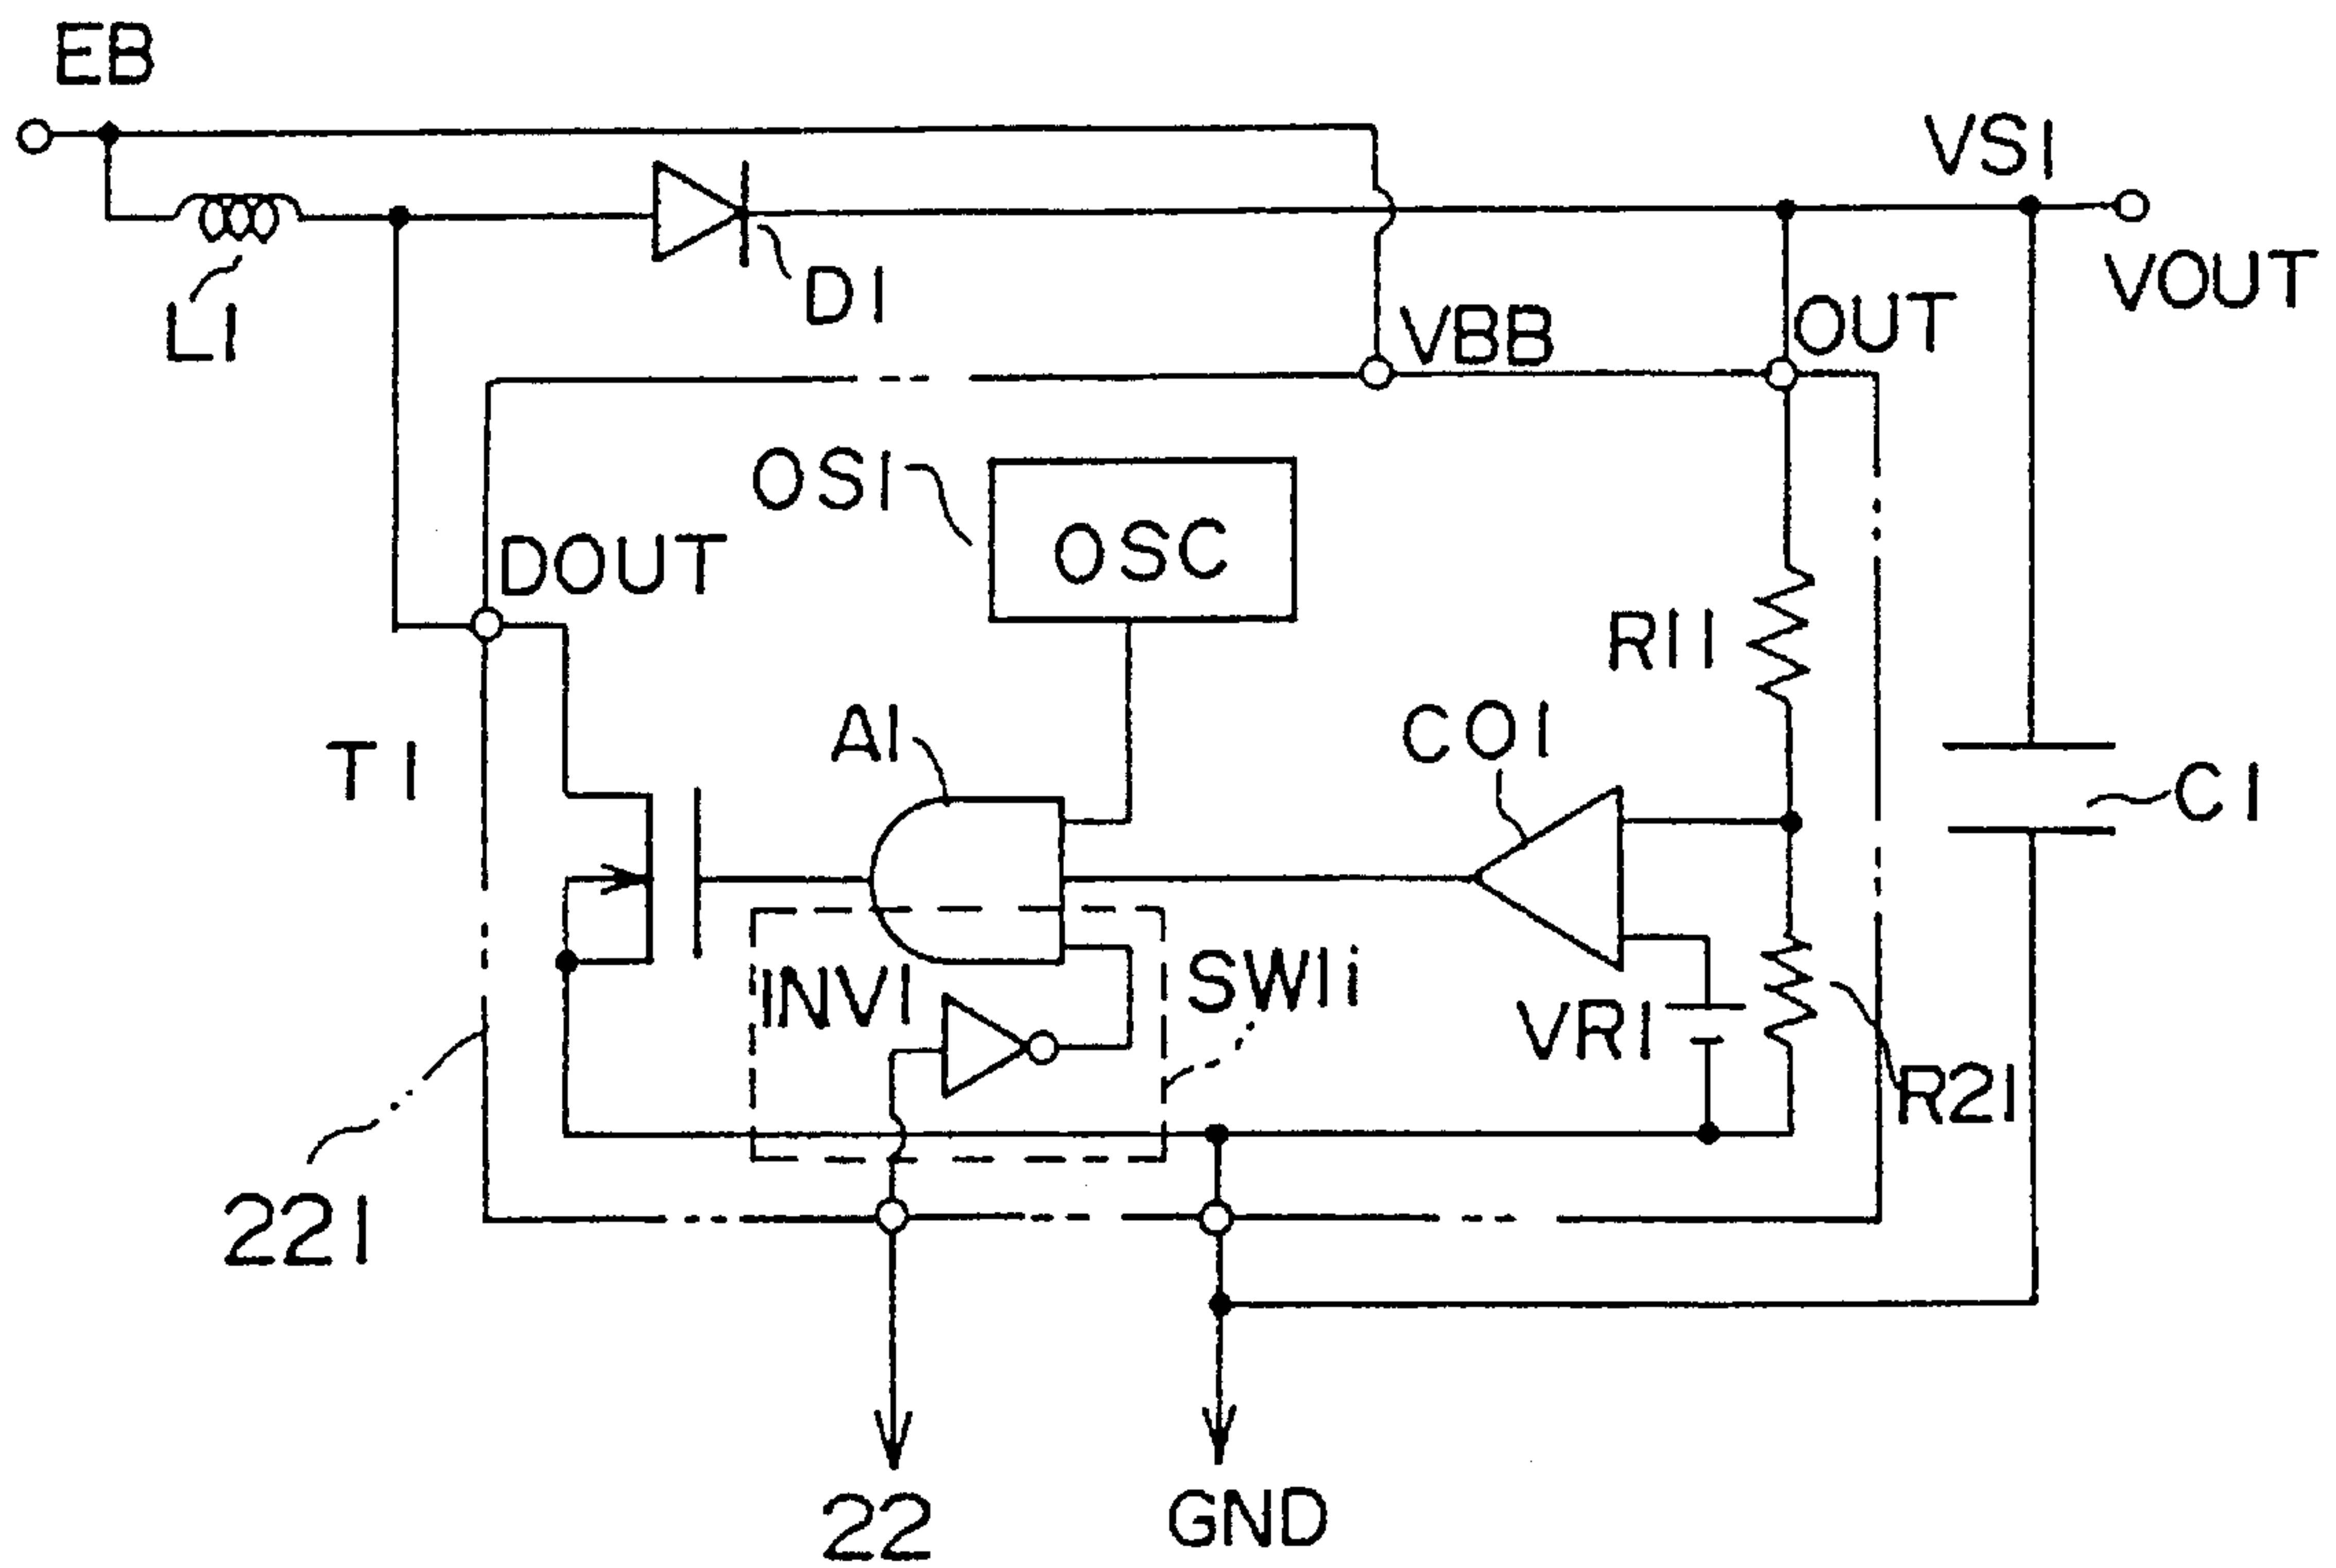 EB
VS1
VOUT
D1
L1
VBB
OUT
OS1
OSC
DOUT
R11
A1
CO1
T1
C1
INV1
SW1i
VR1
R21
221
22
GND